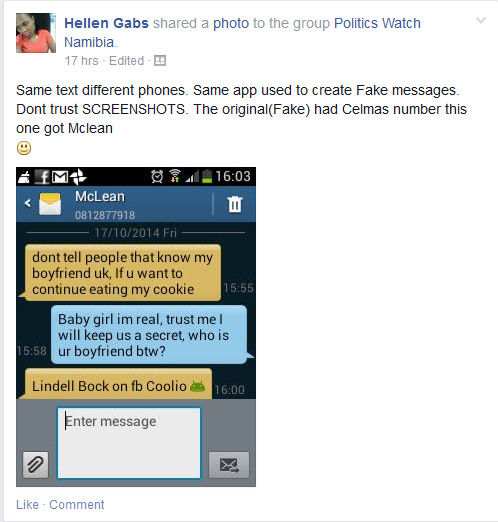 Hellen Gabs shared a photo to the group Politics Watch
Namibia.
17 hrs · Edited ·
Same text different phones. Same app used to create Fake messages.
Dont trust SCREENSHOTS. The original(Fake) had Celmas number this
one got Mclean
16:03
McLean
0812877918
17/10/2014 Fri
dont tell people that know my
boyfriend uk, If u want to
continue eating my cookie
15:55
Baby girl im real, trust me I
will keep us a secret, who is
ur boyfriend btw?
15:58
Lindell Bock on fb Coolio
16:00
Enter message
Like · Comment